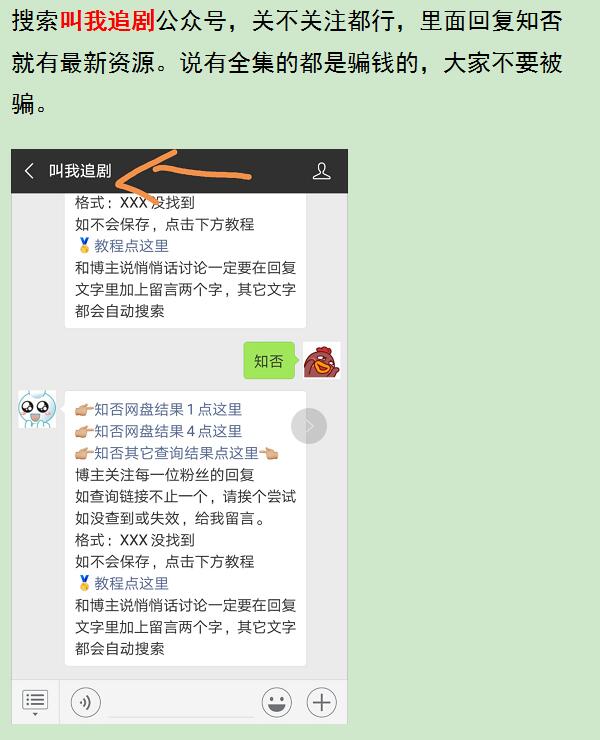 搜索叫我追剧公众号，关不关注都行，里面回复知否
就有最新资源。说有全集的都是骗钱的，大家不要被
骗。
叫我追剧
格式：XXX 没找到
如不会保存，点击下方教程
教程点这里
和博主说悄悄话讨论一定要在回复
文字里加上留言两个字，其它文字
都会自动搜索
知否
知否网盘结果1点这里
知否网盘结果4点这里
知否其它查询结果点这里
博主关注每一位粉丝的回复
如查询链接不止一个，请挨个尝试
如没查到或失效，给我留言。
格式：XXX 没找到
如不会保存，点击下方教程
教程点这里
和博主说悄悄话讨论一定要在回复
文字里加上留言两个字，其它文字
都会自动搜索